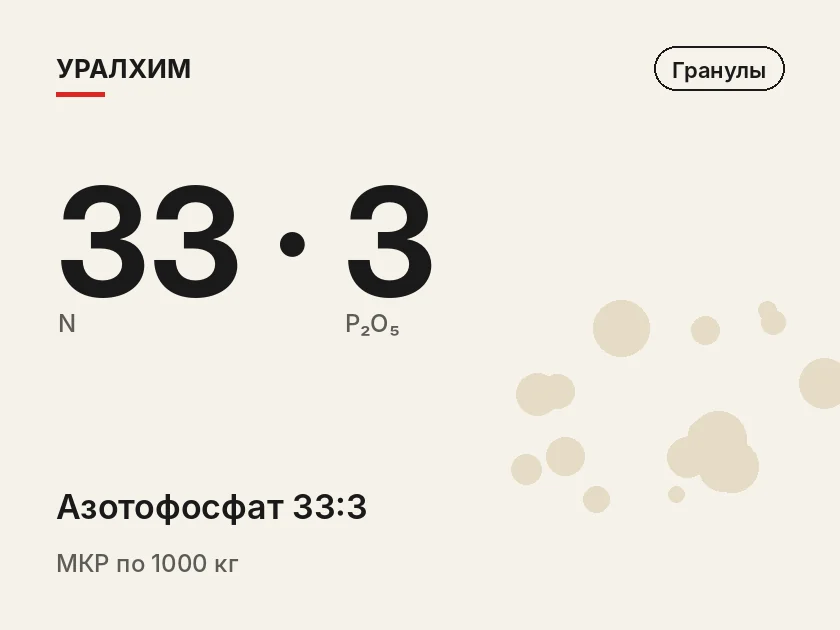 УРАЛХИМ
Гранулы
33 · 3
N P₂O₅
Азотофосфат 33:3
МКР по 1000 кг